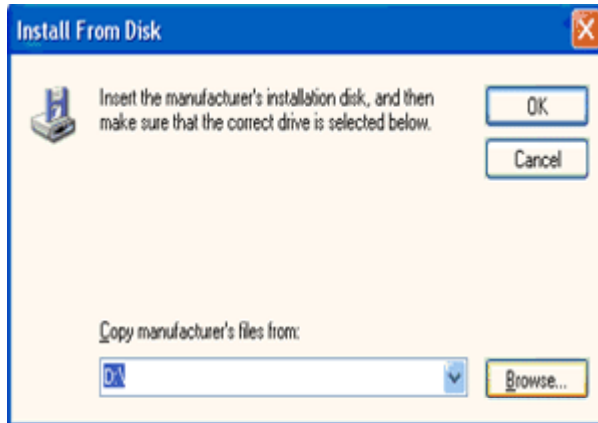 Install From Disk
Insert the manufacturer's installation disk, and then
make sure that the correct drive is selected below.
OK
Cancel
Copy manufacturer's files from:
D:\
Browse...